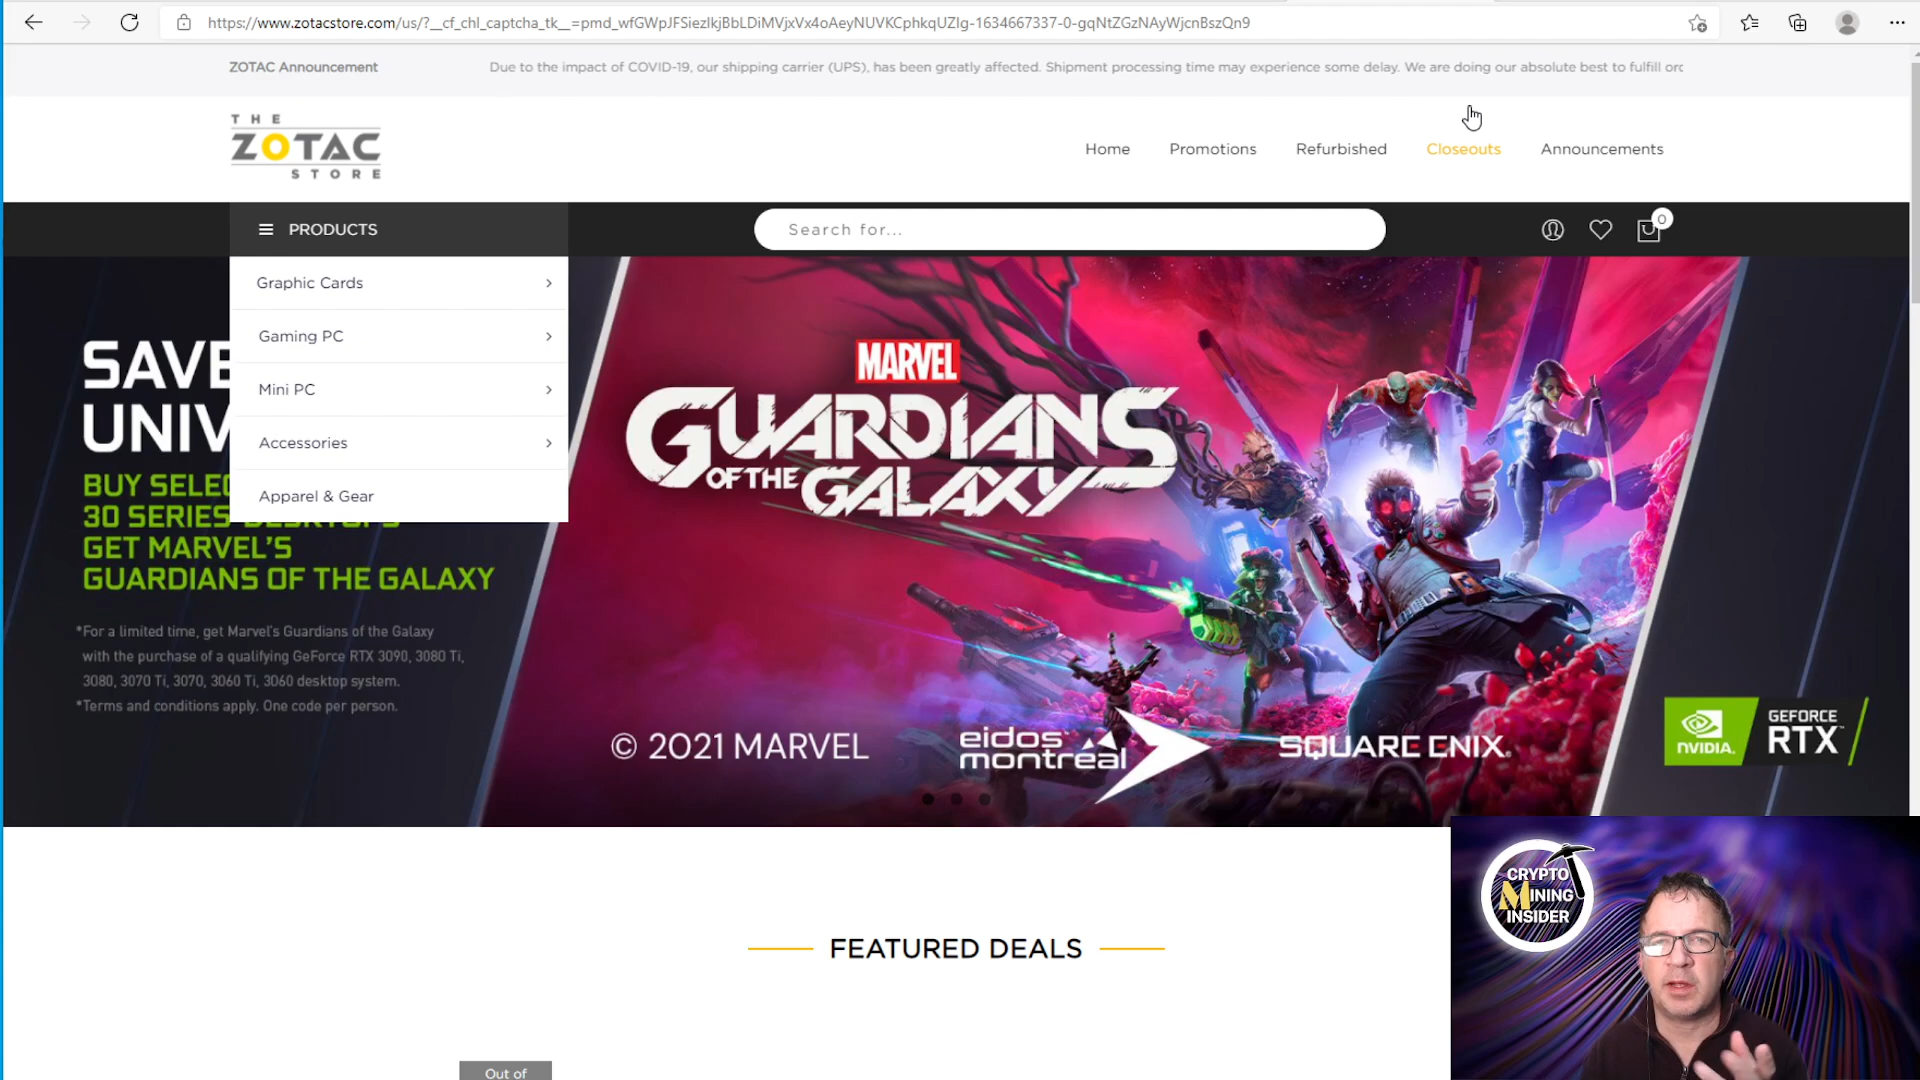 https://www.zotacstore.com/us/?__cf_chl_captcha_tk__=pmd_wfGWpJFSiezlkjBbLDiMVjxVx4oAeyNUVKCphkqUZIg-1634667337-0-gqNtZGzNAyWjcnBszQn9
ZOTAC Announcement
Due to the impact of COVID-19, our shipping carrier (UPS), has been greatly affected. Shipment processing time may experience some delay. We are doing our absolute best to fulfill
THE
ZOTAC
STORE
Home Promotions Refurbished Closeouts Announcements
PRODUCTS
Search for...
0
Graphic Cards
Gaming PC
Mini PC
Accessories
Apparel & Gear
SAVE
UNIV
BUY SELEC
30 SERIES DESKTOPS
GET MARVEL'S
GUARDIANS OF THE GALAXY
*For a limited time, get Marvel's Guardians of the Galaxy
with the purchase of a qualifying GeForce RTX 3090, 3080 Ti,
3080, 3070 Ti, 3070, 3060 Ti, 3060 desktop system.
*Terms and conditions apply. One code per person.
MARVEL
GUARDIANS
OF THE
GALAXY
© 2021 MARVEL
eidos
montreal
SQUARE ENIX.
NVIDIA.
GEFORCE
RTX
FEATURED DEALS
Out of
CRYPTO
MINING
INSIDER